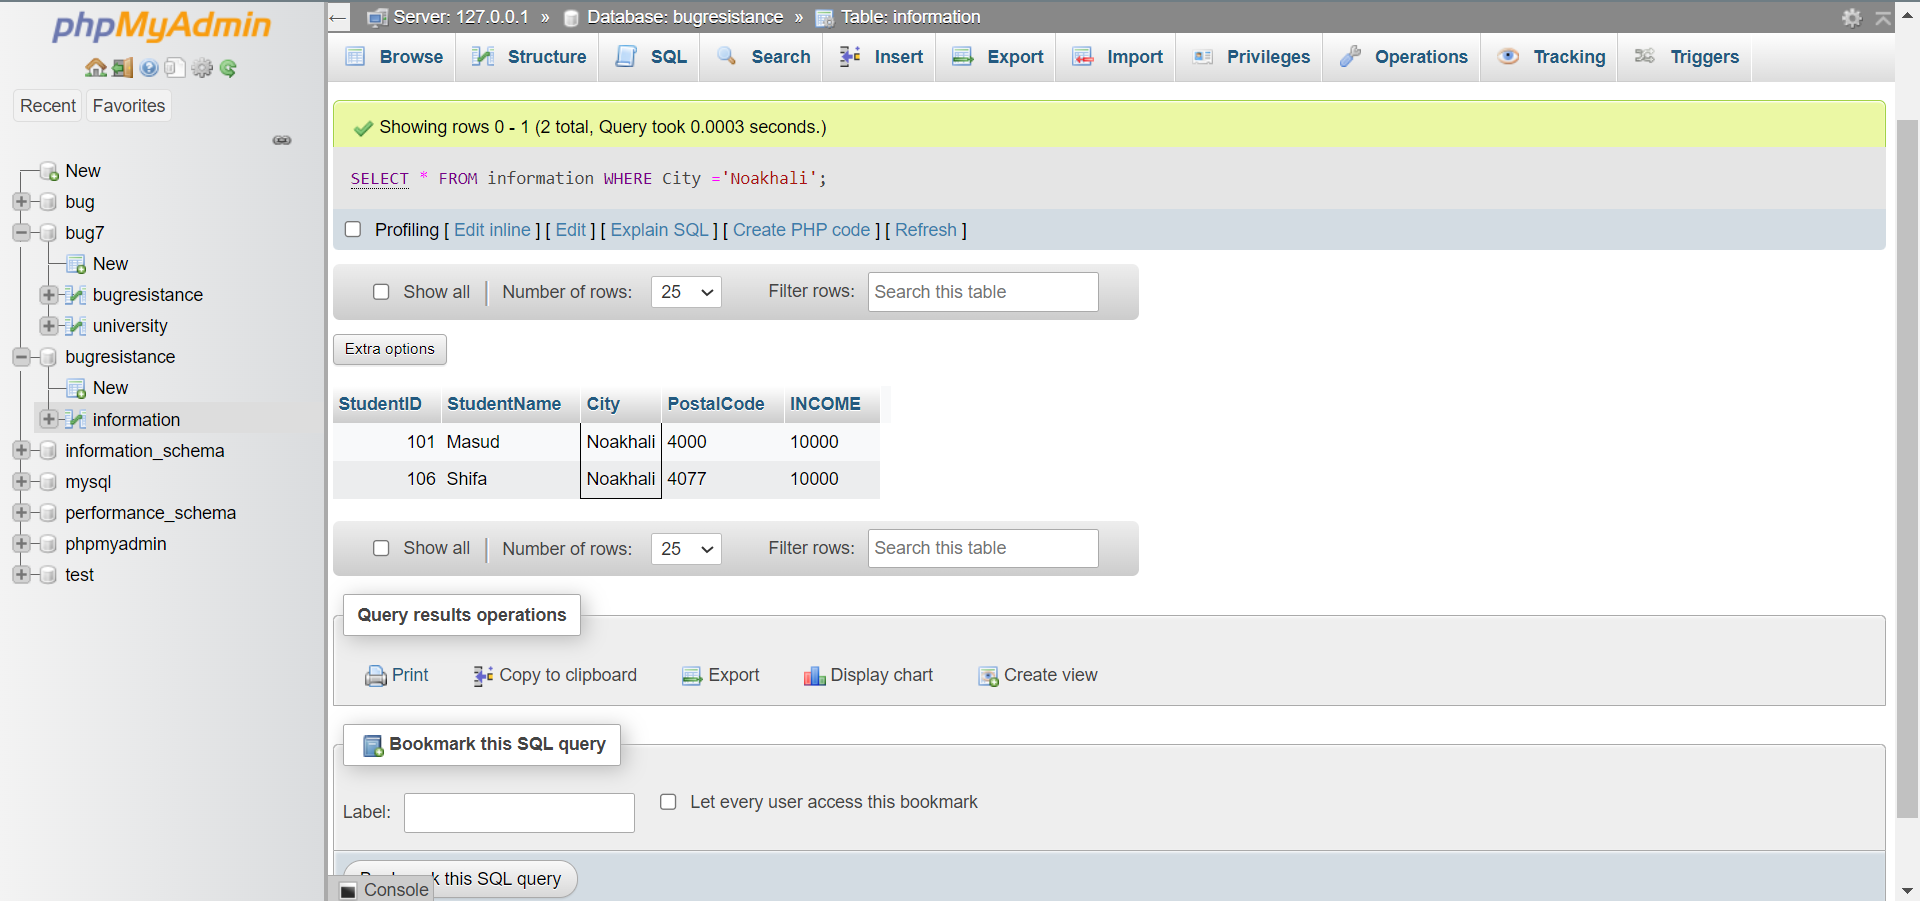 phpMyAdmin
Recent Favorites
New
bug
bug7
New
bugresistance
university
bugresistance
New
information
information_schema
mysql
performance_schema
phpmyadmin
test
Server: 127.0.0.1 » Database: bugresistance » Table: information
Browse Structure SQL Search Insert Export Import Privileges Operations Tracking Triggers
Showing rows 0 - 1 (2 total, Query took 0.0003 seconds.)
SELECT * FROM information WHERE City ='Noakhali';
Profiling [ Edit inline ] [ Edit ] [ Explain SQL ] [ Create PHP code ] [ Refresh ]
Show all Number of rows: 25 Filter rows: Search this table
Extra options
StudentID StudentName City PostalCode INCOME
101 Masud Noakhali 4000 10000
106 Shifa Noakhali 4077 10000
Show all Number of rows: 25 Filter rows: Search this table
Query results operations
Print Copy to clipboard Export Display chart Create view
Bookmark this SQL query
Label: Let every user access this bookmark
this SQL query
Console